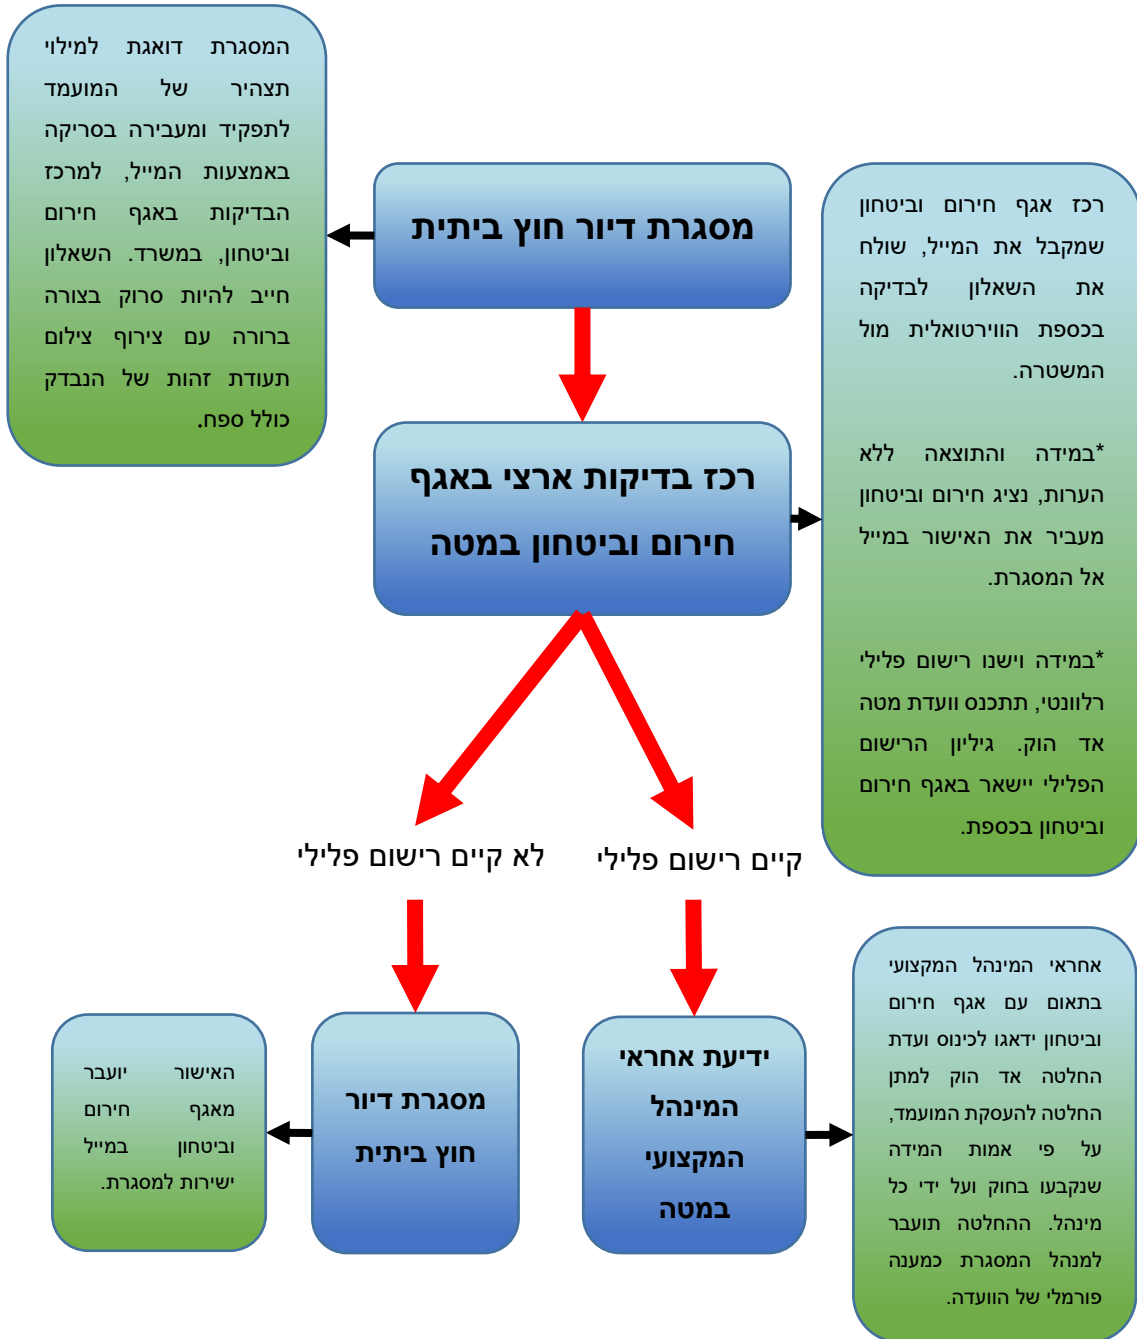 המסגרת דואגת למילוי
תצהיר של המועמד
לתפקיד ומעבירה בסריקה
באמצעות המייל, למרכז
הבדיקות באגף חירום
וביטחון, במשרד. השאלון
חייב להיות סרוק בצורה
ברורה עם צירוף צילום
תעודת זהות של הנבדק
כולל ספח.
מסגרת דיור חוץ ביתית
רכז אגף חירום וביטחון
שמקבל את המייל, שולח
את השאלון לבדיקה
בכספת הווירטואלית מול
המשטרה.
*במידה והתוצאה ללא
הערות, נציג חירום וביטחון
מעביר את האישור במייל
אל המסגרת.
*במידה וישנו רישום פלילי
רלוונטי, תתכנס וועדת מטה
אד הוק. גיליון הרישום
הפלילי יישאר באגף חירום
וביטחון בכספת.
רכז בדיקות ארצי באגף
חירום וביטחון במטה
קיים רישום פלילי
לא קיים רישום פלילי
אחראי המינהל המקצועי
בתאום עם אגף חירום
וביטחון ידאגו לכינוס ועדת
החלטה אד הוק למתן
החלטה להעסקת המועמד,
על פי אמות המידה
שנקבעו בחוק ועל ידי כל
מינהל. ההחלטה תועבר
למנהל המסגרת כמענה
פורמלי של הוועדה.
ידיעת אחראי
המינהל
המקצועי
במטה
מסגרת דיור
חוץ ביתית
האישור יועבר
מאגף חירום
וביטחון במייל
ישירות למסגרת.